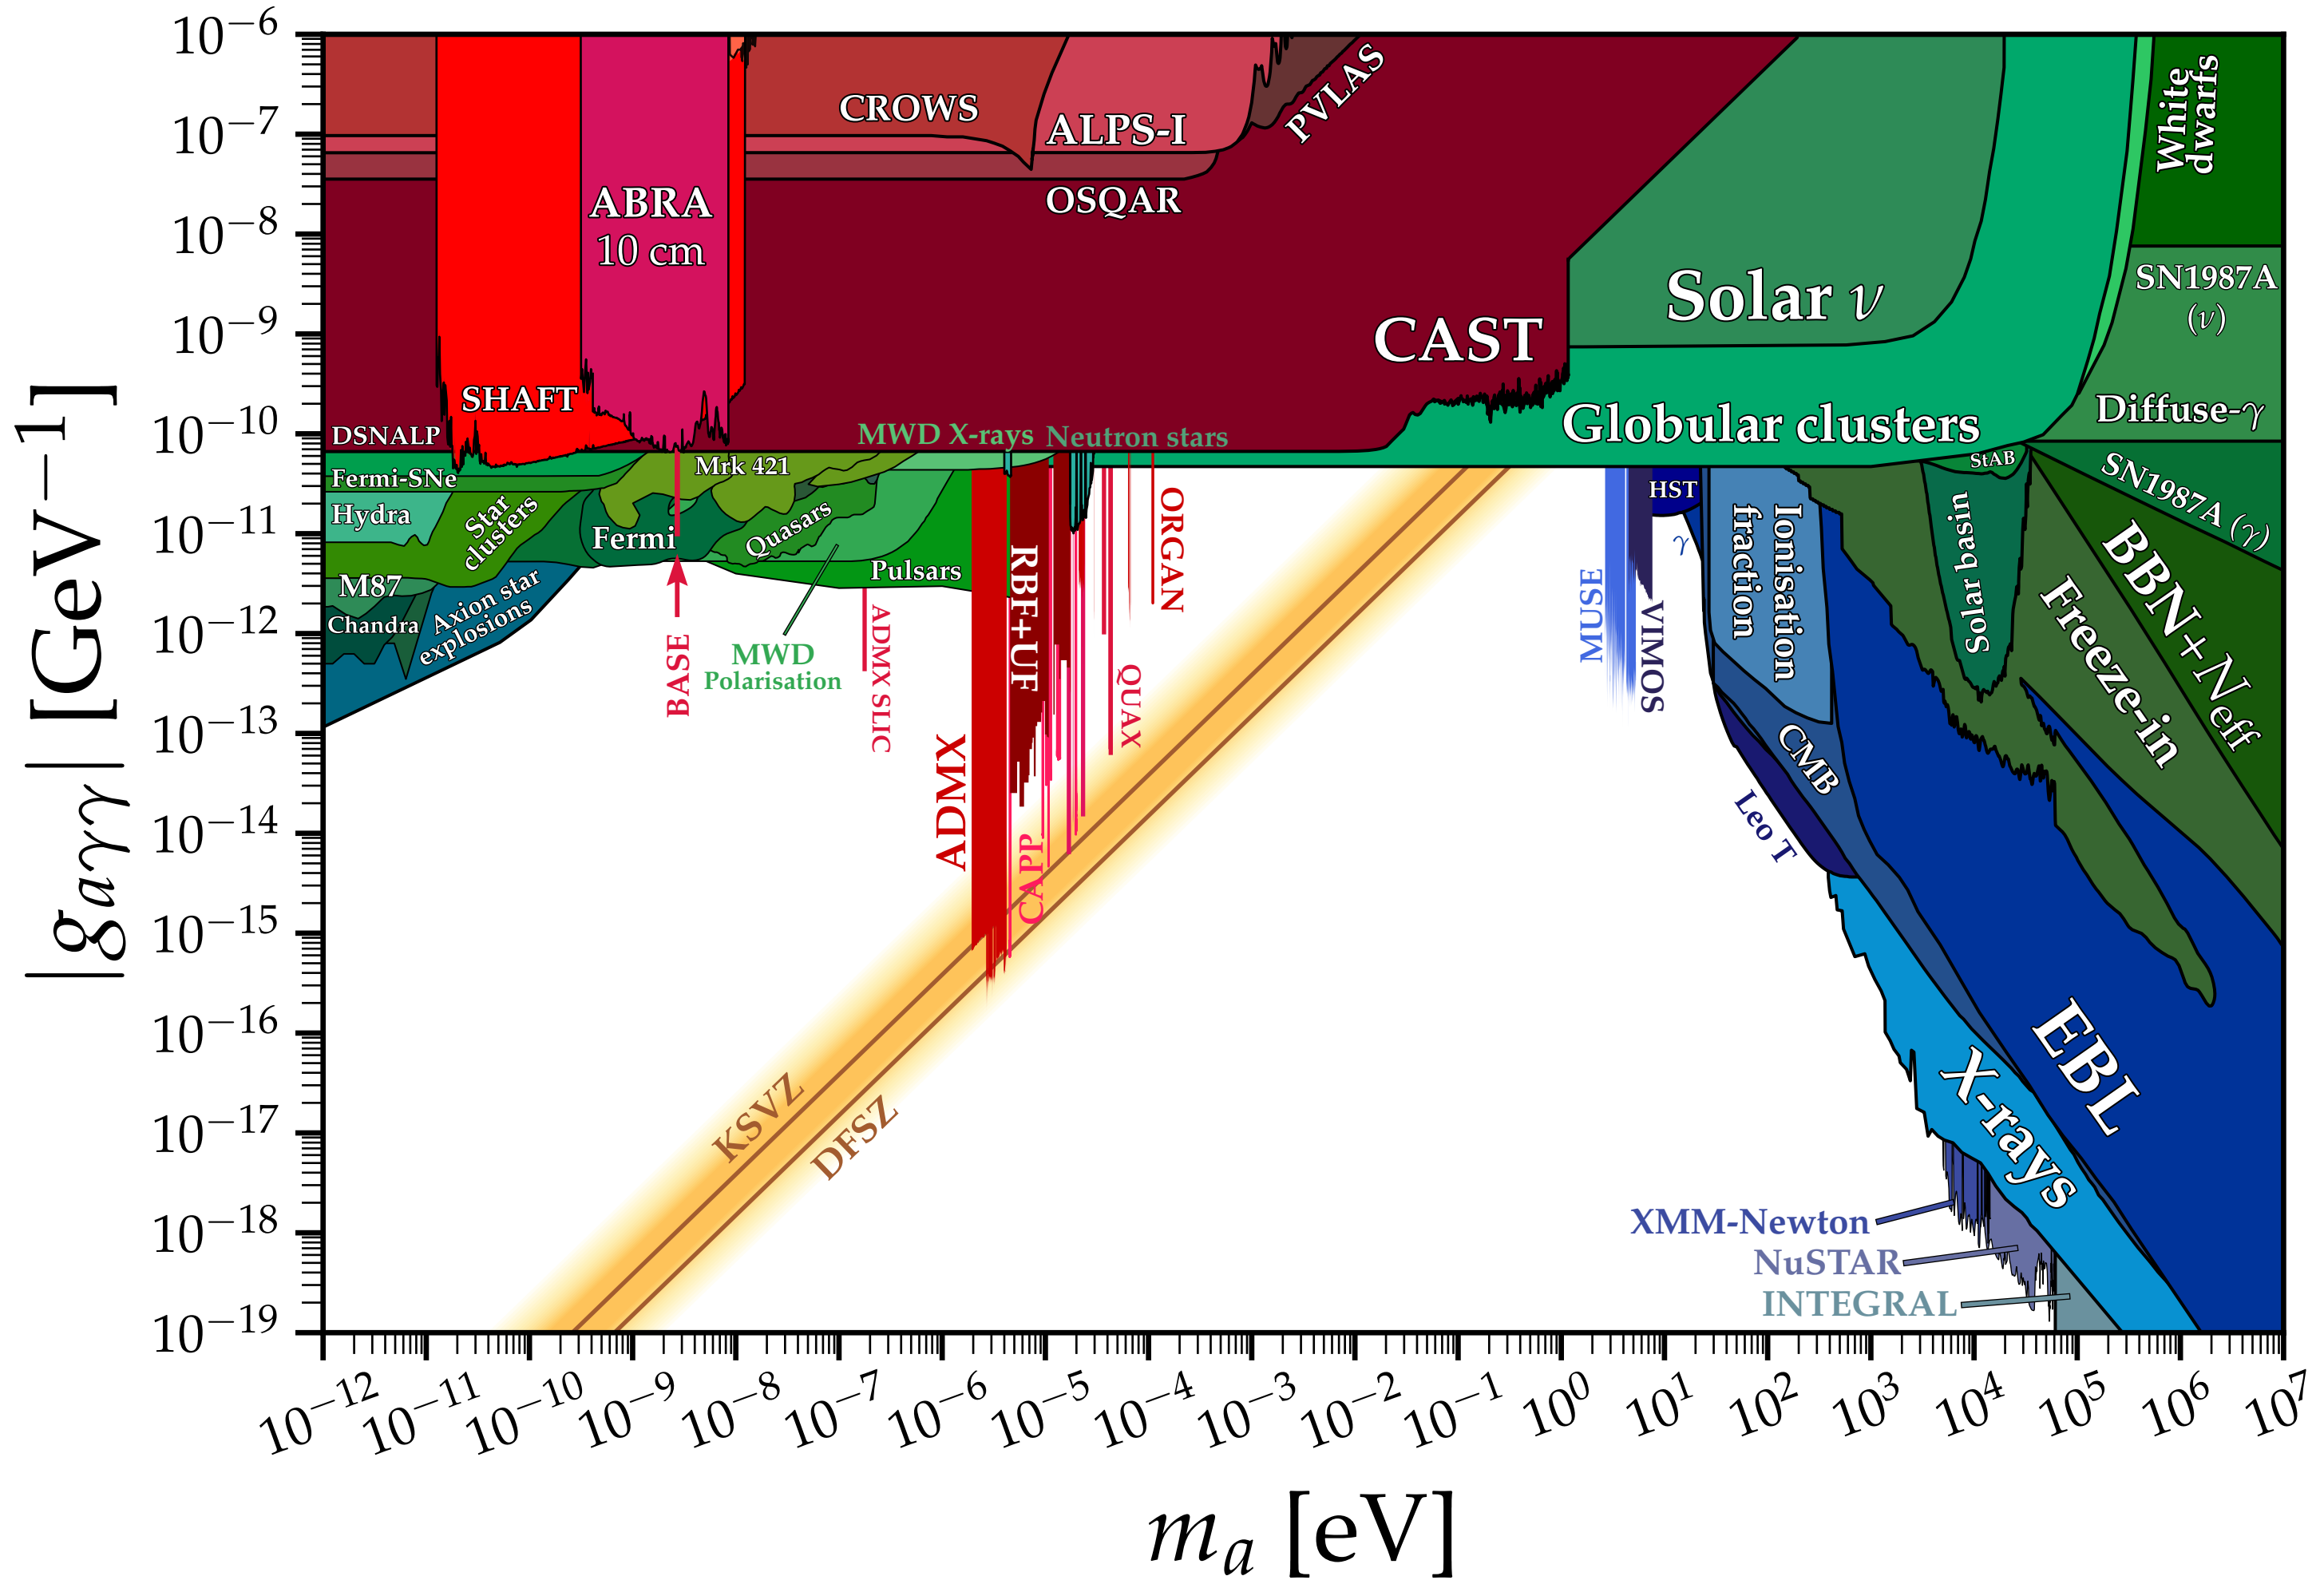 |g_{aγγ}| [GeV⁻¹]
10⁻⁶
10⁻⁷
10⁻⁸
10⁻⁹
10⁻¹⁰
10⁻¹¹
10⁻¹²
10⁻¹³
10⁻¹⁴
10⁻¹⁵
10⁻¹⁶
10⁻¹⁷
10⁻¹⁸
10⁻¹⁹
CROWS
ALPS-I
PVLAS
OSQAR
ABRA
10 cm
SHAFT
CAST
Solar ν
Globular clusters
White
dwarfs
SN1987A
(ν)
Diffuse-γ
DSNALP
Fermi-SNe
Hydra
Star
clusters
M87
Chandra
Axion star
explosions
Fermi
Mrk 421
MWD X-rays
Neutron stars
Quasars
Pulsars
BASE
MWD
Polarisation
ADMX SLIC
ADMX
RBF+UF
CAPP
QUAX
ORGAN
KSVZ
DFSZ
MUSE
VIMOS
HST
γ
Ionisation
fraction
CMB
Leo T
StAB
Solar basin
SN1987A (γ)
BBN+N_{eff}
Freeze-in
EBL
X-rays
XMM-Newton
NuSTAR
INTEGRAL
10⁻¹²
10⁻¹¹
10⁻¹⁰
10⁻⁹
10⁻⁸
10⁻⁷
10⁻⁶
10⁻⁵
10⁻⁴
10⁻³
10⁻²
10⁻¹
10⁰
10¹
10²
10³
10⁴
10⁵
10⁶
10⁷
m_a [eV]